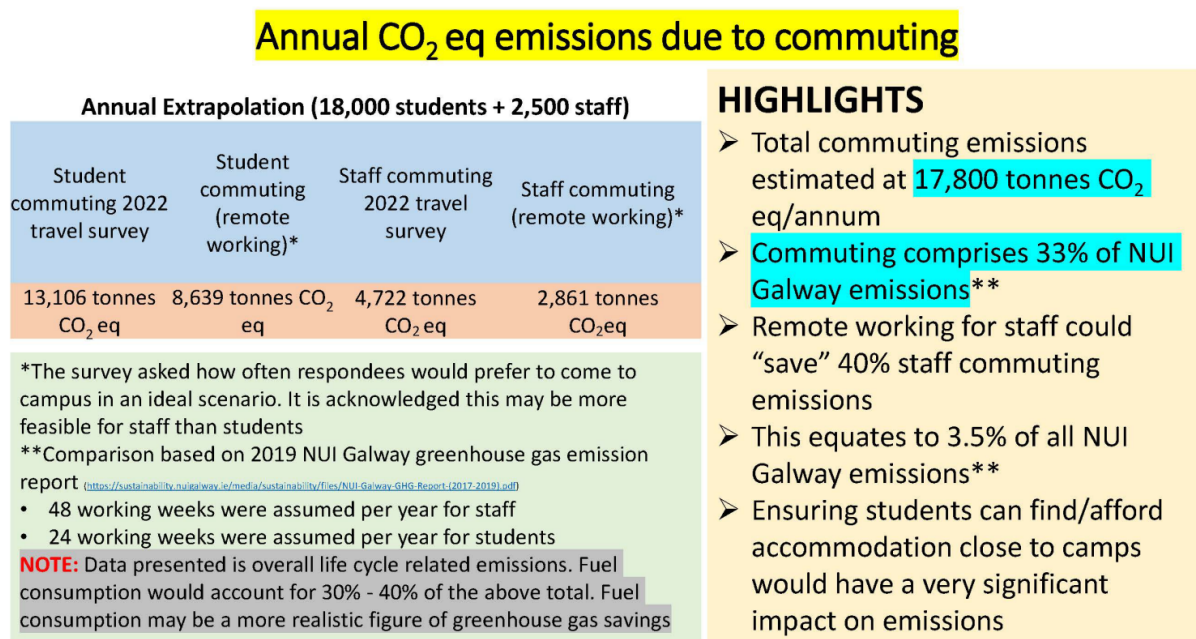 Annual CO₂ eq emissions due to commuting
Annual Extrapolation (18,000 students + 2,500 staff)
Student
commuting 2022
travel survey
Student
commuting
(remote
working)*
Staff commuting
2022 travel
survey
Staff commuting
(remote working)*
13,106 tonnes
CO₂ eq
8,639 tonnes CO₂
eq
4,722 tonnes
CO₂ eq
2,861 tonnes
CO₂eq
*The survey asked how often respondees would prefer to come to
campus in an ideal scenario. It is acknowledged this may be more
feasible for staff than students
**Comparison based on 2019 NUI Galway greenhouse gas emission
report (https://sustainability.nuigalway.ie/media/sustainability/files/NUI-Galway-GHG-Report-(2017-2019).pdf)
• 48 working weeks were assumed per year for staff
• 24 working weeks were assumed per year for students
NOTE: Data presented is overall life cycle related emissions. Fuel
consumption would account for 30% - 40% of the above total. Fuel
consumption may be a more realistic figure of greenhouse gas savings
HIGHLIGHTS
➢ Total commuting emissions
estimated at 17,800 tonnes CO₂
eq/annum
➢ Commuting comprises 33% of NUI
Galway emissions**
➢ Remote working for staff could
“save” 40% staff commuting
emissions
➢ This equates to 3.5% of all NUI
Galway emissions**
➢ Ensuring students can find/afford
accommodation close to camps
would have a very significant
impact on emissions